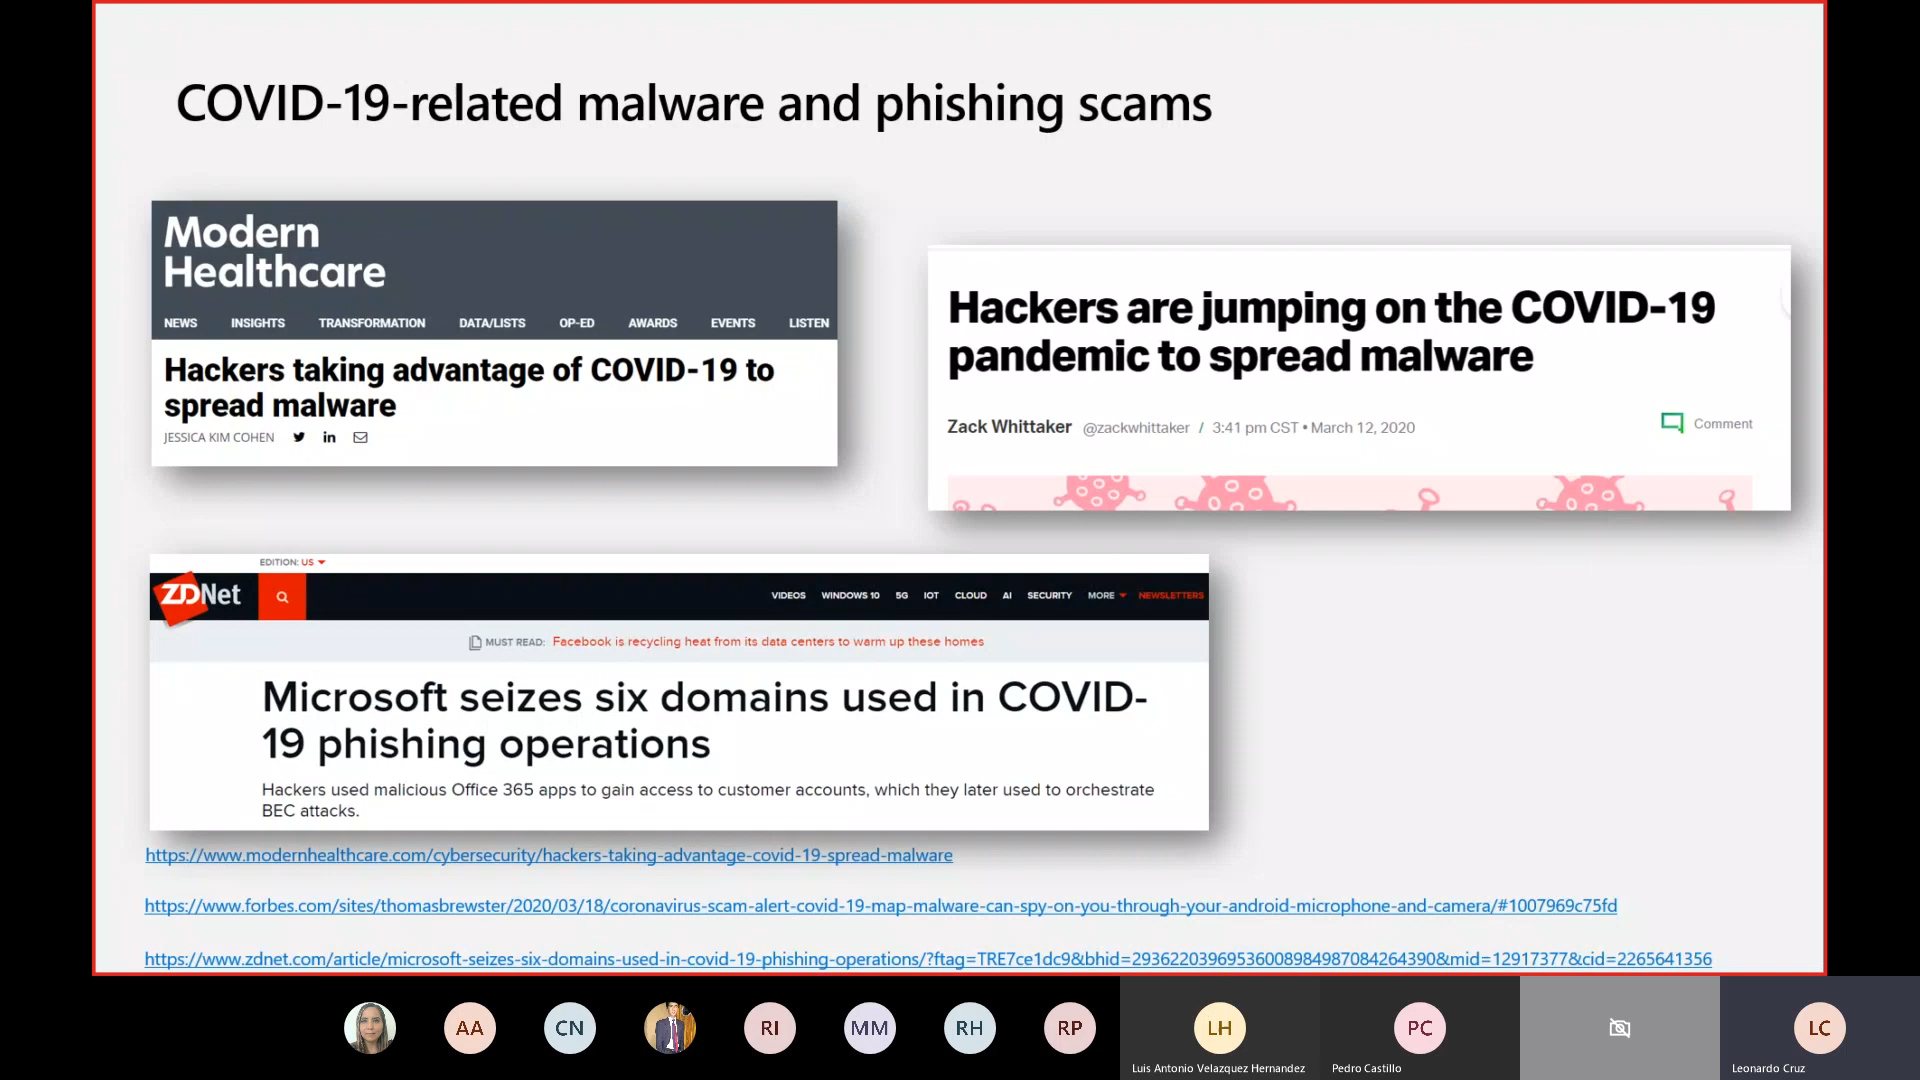 COVID-19-related malware and phishing scams
Modern
Healthcare
NEWS INSIGHTS TRANSFORMATION DATA/LISTS OP-ED AWARDS EVENTS LISTEN
Hackers taking advantage of COVID-19 to
spread malware
JESSICA KIM COHEN
Hackers are jumping on the COVID-19
pandemic to spread malware
Zack Whittaker @zackwhittaker / 3:41 pm CST • March 12, 2020
Comment
EDITION: US
ZDNet
VIDEOS WINDOWS 10 5G IOT CLOUD AI SECURITY MORE NEWSLETTERS
MUST READ: Facebook is recycling heat from its data centers to warm up these homes
Microsoft seizes six domains used in COVID-
19 phishing operations
Hackers used malicious Office 365 apps to gain access to customer accounts, which they later used to orchestrate
BEC attacks.
https://www.modernhealthcare.com/cybersecurity/hackers-taking-advantage-covid-19-spread-malware
https://www.forbes.com/sites/thomasbrewster/2020/03/18/coronavirus-scam-alert-covid-19-map-malware-can-spy-on-you-through-your-android-microphone-and-camera/#1007969c75fd
https://www.zdnet.com/article/microsoft-seizes-six-domains-used-in-covid-19-phishing-operations/?ftag=TRE7ce1dc9&bhid=29362203969536008984987084264390&mid=12917377&cid=2265641356
AA CN RI MM RH RP LH PC LC
Luis Antonio Velazquez Hernandez
Pedro Castillo
Leonardo Cruz